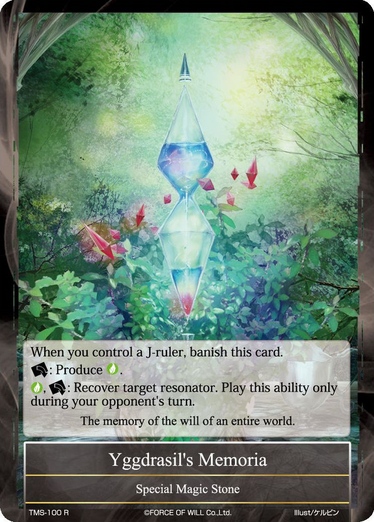 When you control a J-ruler, banish this card.
: Produce .
, : Recover target resonator. Play this ability only
during your opponent's turn.
The memory of the will of an entire world.
Yggdrasil's Memoria
Special Magic Stone
TMS-100 R ©FORCE OF WILL Co.,Ltd. Illust/ケルビン